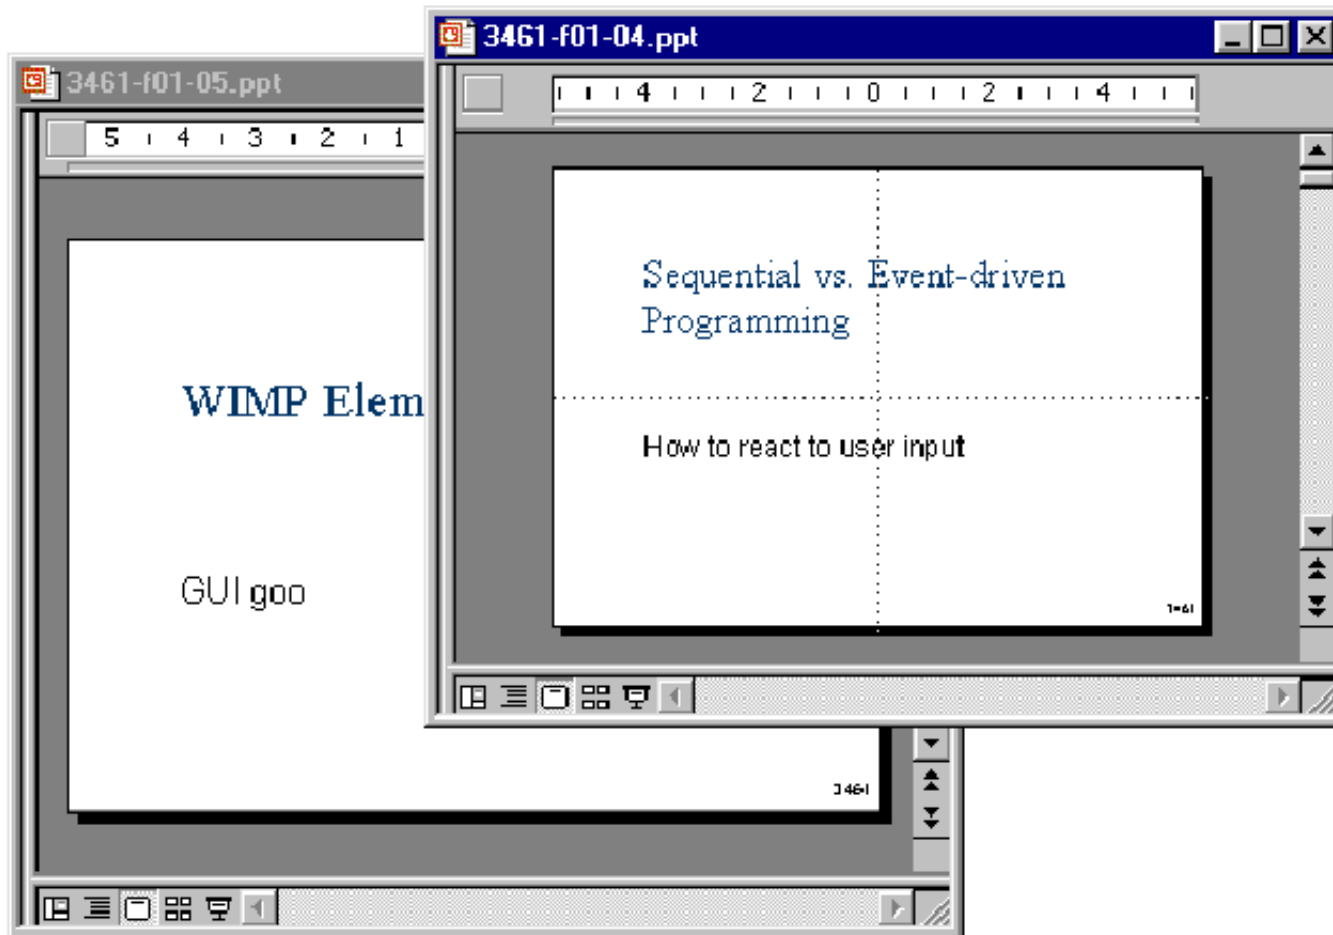 3461-f01-04.ppt
4 2 0 2 4
Sequential vs. Event-driven
Programming
How to react to user input
3461-f01-05.ppt
5 4 3 2 1
WIMP Elem
GUI goo
3461